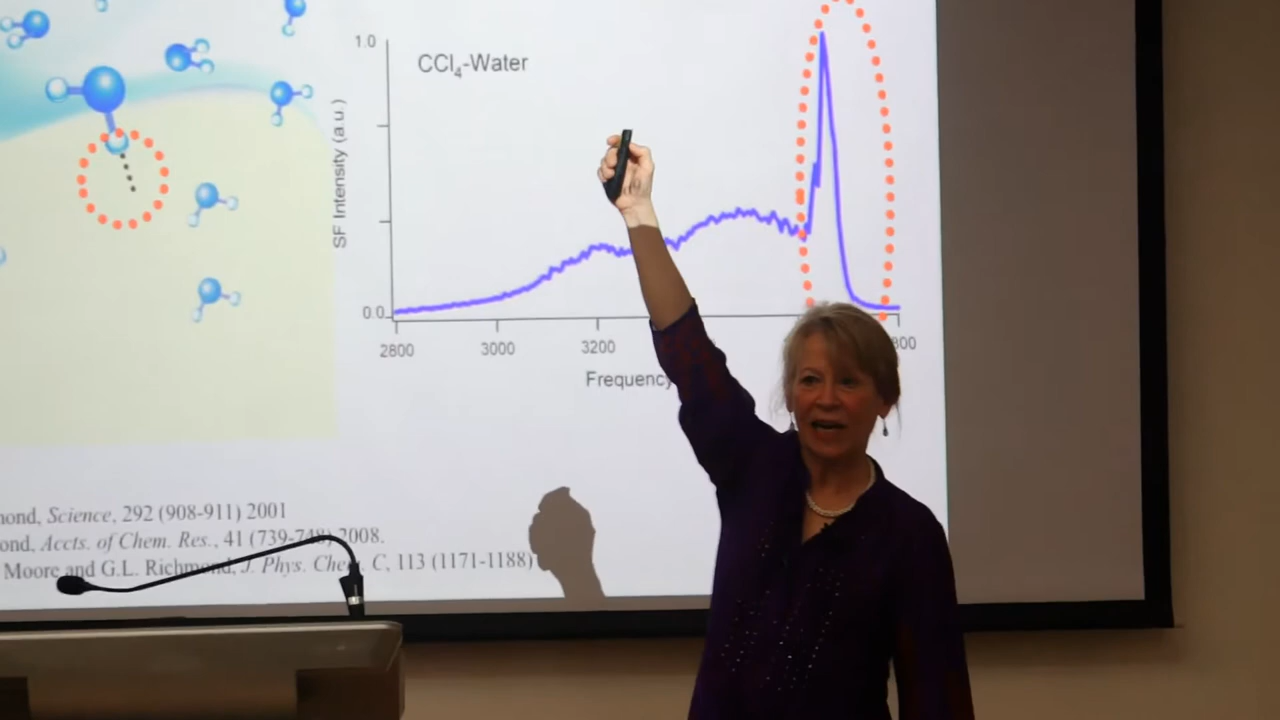 1.0
CCl₄-Water
SF Intensity (a.u.)
0.0
2800 3000 3200 800
Frequency
mond, Science, 292 (908-911) 2001
ond, Accts. of Chem. Res., 41 (739-748) 2008.
Moore and G.L. Richmond, J. Phys. Chem. C, 113 (1171-1188)